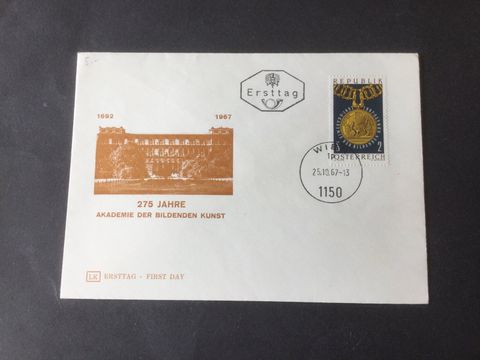 5.-
Ersttag
REPUBLIK
2
ÖSTERREICH
WIEN
25.10.67-13
1150
1692 1967
275 JAHRE
AKADEMIE DER BILDENDEN KUNST
LK ERSTTAG - FIRST DAY